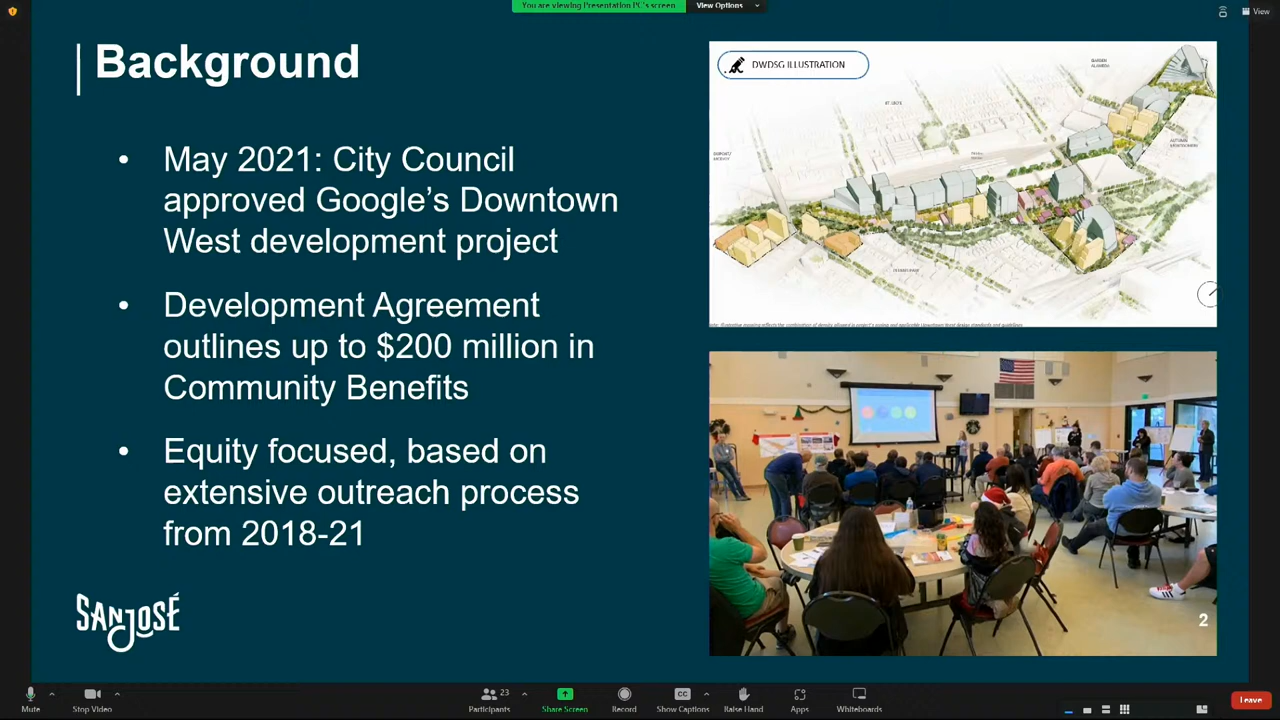 You are viewing Presentation PC's screen
View Options
View
Background
DWDSG ILLUSTRATION
• May 2021: City Council
approved Google's Downtown
West development project
• Development Agreement
outlines up to $200 million in
Community Benefits
• Equity focused, based on
extensive outreach process
from 2018-21
SAN JOSÉ
2
Mute
Stop Video
23
Participants
Share Screen
Record
CC
Show Captions
Raise Hand
Apps
Whiteboards
Leave